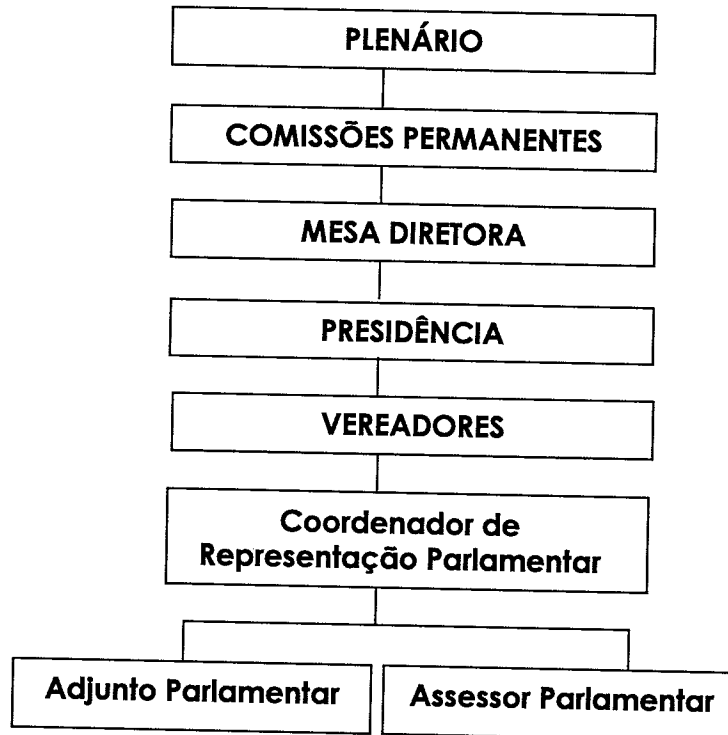 PLENÁRIO
COMISSÕES PERMANENTES
MESA DIRETORA
PRESIDÊNCIA
VEREADORES
Coordenador de
Representação Parlamentar
Adjunto Parlamentar
Assessor Parlamentar